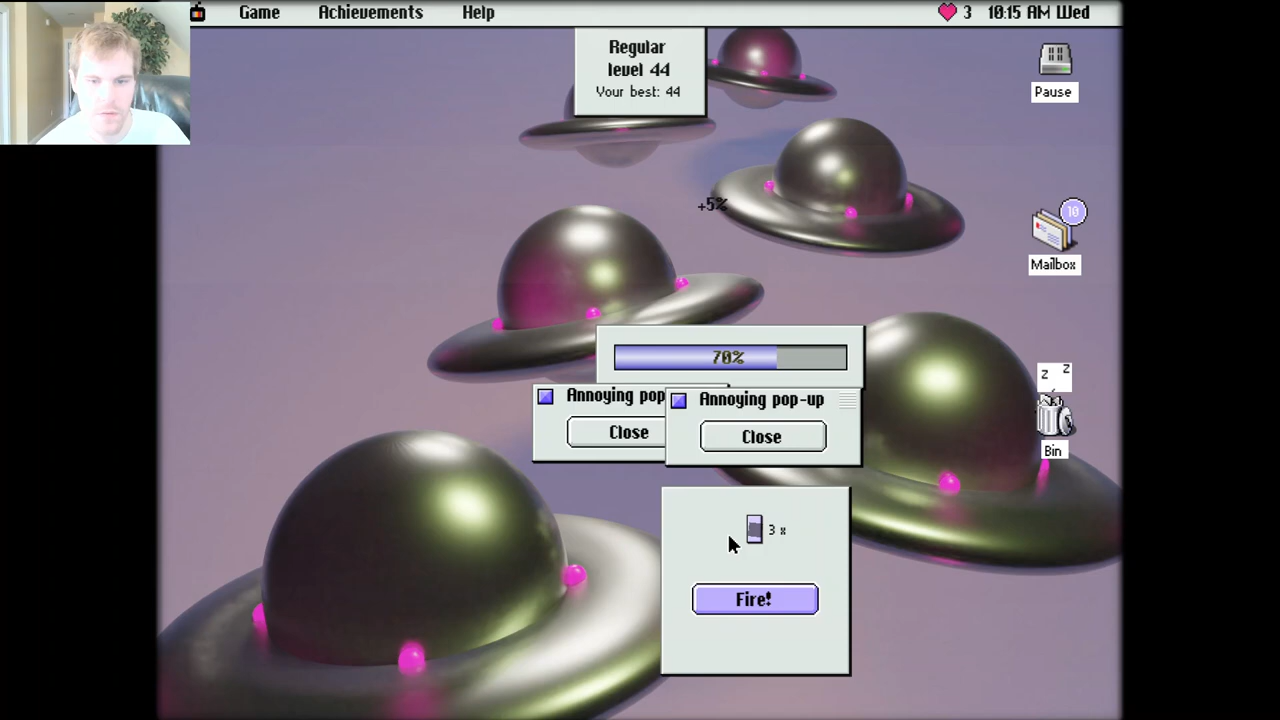 Game Achievements Help 3 10:15 AM Wed
Regular
level 44
Your best: 44
Pause
+5%
10
Mailbox
70%
z z
Annoying pop
Close
Annoying pop-up
Close
Bin
3 x
Fire!